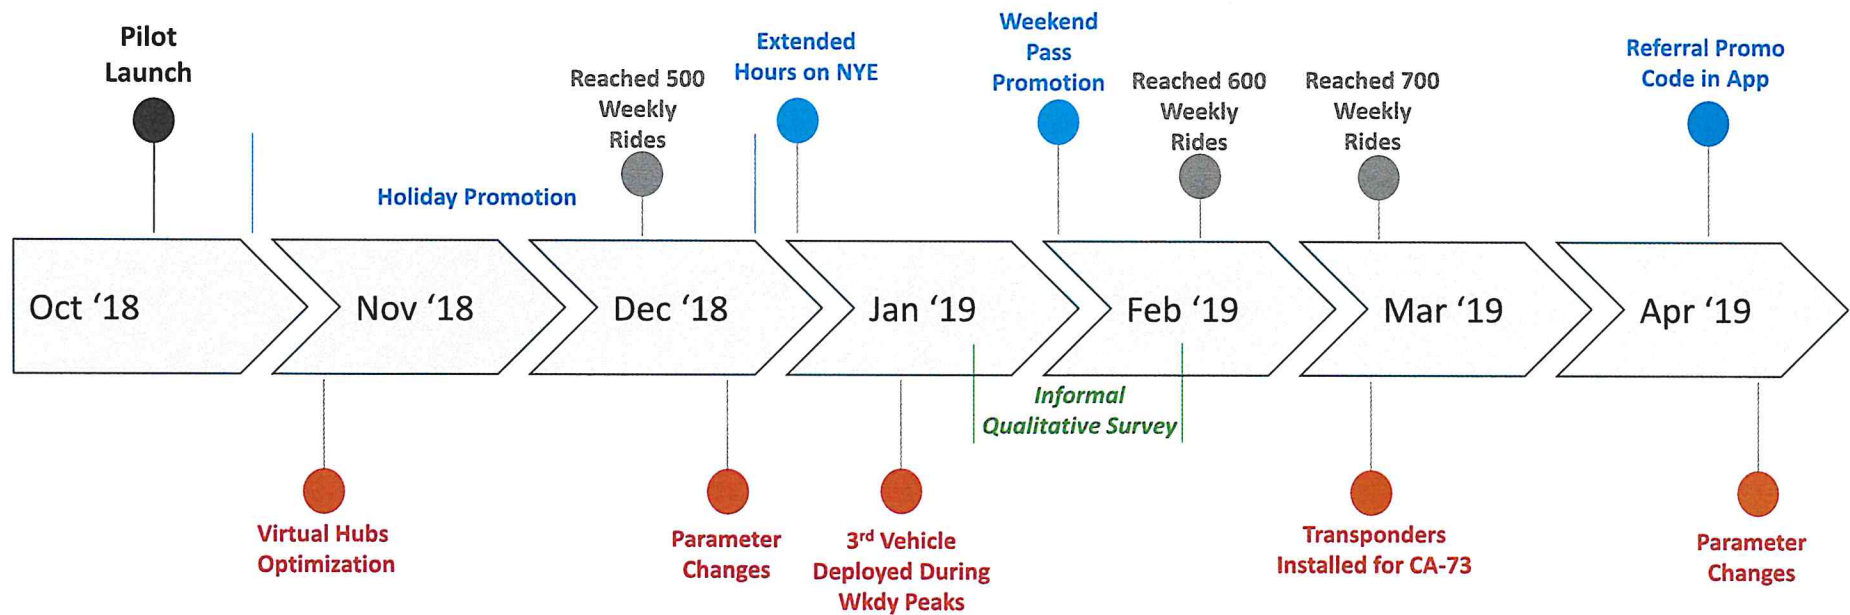 Pilot
Launch
Holiday Promotion
Reached 500
Weekly
Rides
Extended
Hours on NYE
Weekend
Pass
Promotion
Reached 600
Weekly
Rides
Reached 700
Weekly
Rides
Referral Promo
Code in App
Oct ‘18
Nov ‘18
Dec ‘18
Jan ‘19
Feb ‘19
Mar ‘19
Apr ‘19
Informal
Qualitative Survey
Virtual Hubs
Optimization
Parameter
Changes
3rd Vehicle
Deployed During
Wkdy Peaks
Transponders
Installed for CA-73
Parameter
Changes